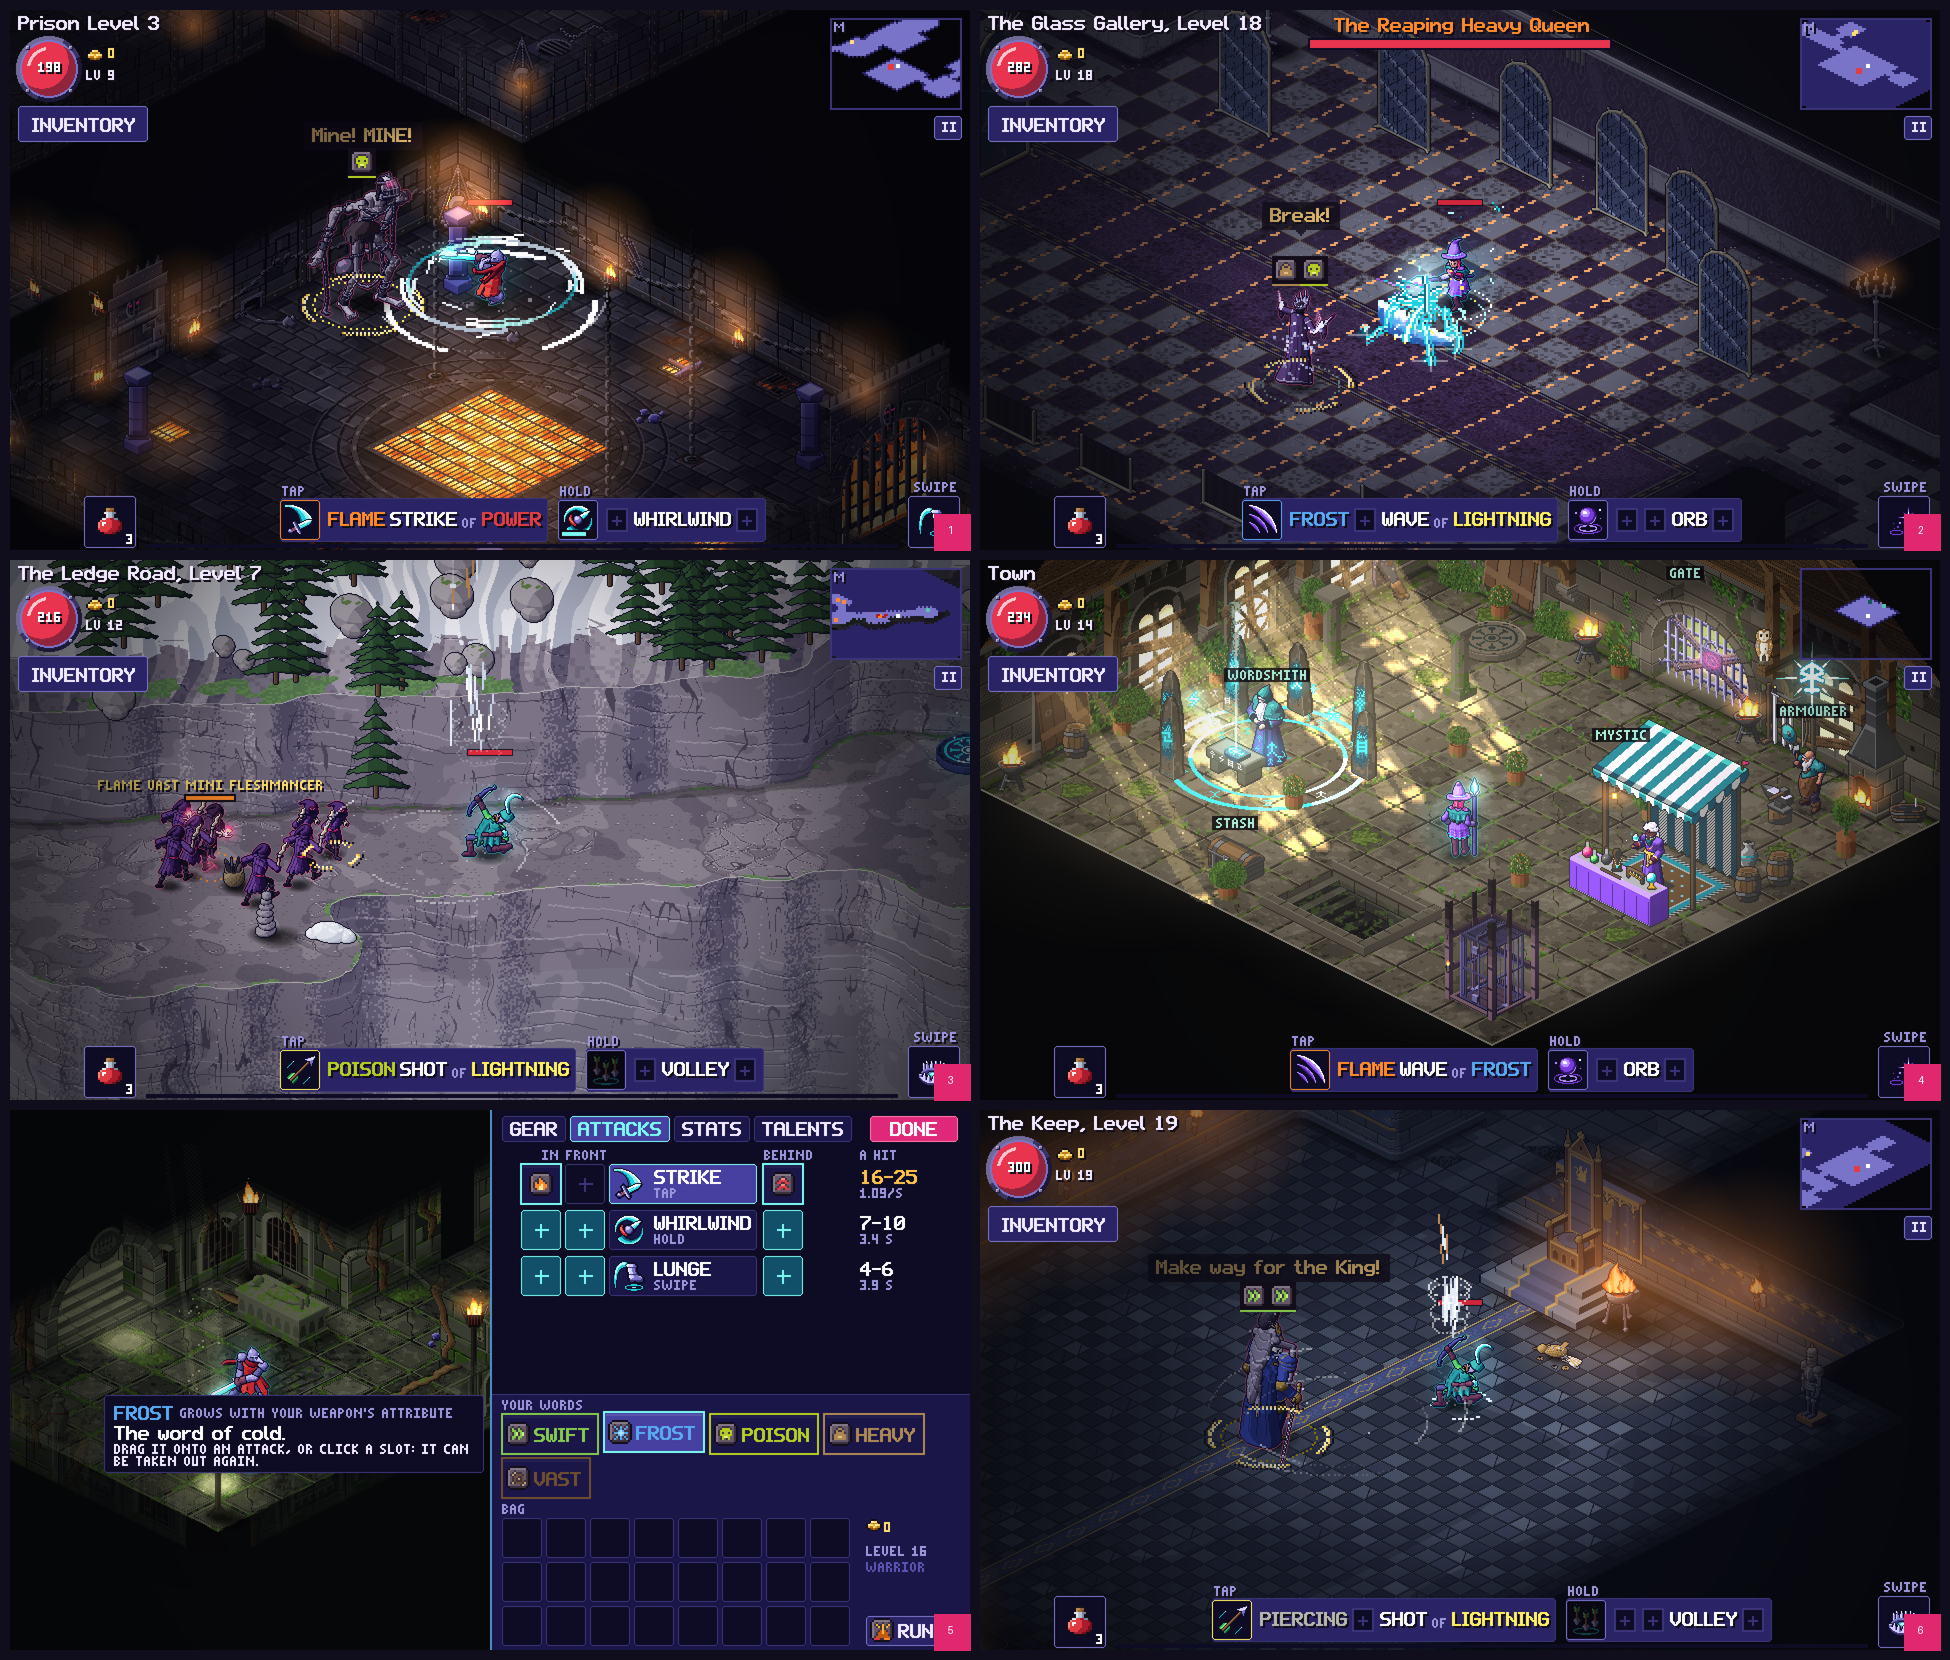 Prison Level 3
198
0
LV 9
INVENTORY
M
II
Mine! MINE!
TAP
FLAME STRIKE OF POWER
HOLD
+ WHIRLWIND +
SWIPE
3
1
The Glass Gallery, Level 18
The Reaping Heavy Queen
282
0
LV 18
INVENTORY
M
II
Break!
TAP
FROST + WAVE OF LIGHTNING
HOLD
+ + ORB +
SWIPE
3
2
The Ledge Road, Level 7
216
0
LV 12
INVENTORY
M
II
FLAME VAST MINI FLESHMANCER
TAP
POISON SHOT OF LIGHTNING
HOLD
+ VOLLEY +
SWIPE
3
3
Town
234
0
LV 14
INVENTORY
II
GATE
WORDSMITH
ARMOURER
MYSTIC
STASH
TAP
FLAME WAVE OF FROST
HOLD
+ ORB +
SWIPE
3
4
GEAR ATTACKS STATS TALENTS DONE
IN FRONT BEHIND A HIT
+ STRIKE 16-25
TAP 1.09/S
+ + WHIRLWIND + 7-10
HOLD 3.4 S
+ + LUNGE + 4-6
SWIPE 3.9 S
FROST GROWS WITH YOUR WEAPON'S ATTRIBUTE
The word of cold.
DRAG IT ONTO AN ATTACK, OR CLICK A SLOT: IT CAN
BE TAKEN OUT AGAIN.
YOUR WORDS
SWIFT FROST POISON HEAVY
VAST
BAG
0
LEVEL 16
WARRIOR
RUN
5
The Keep, Level 19
300
0
LV 19
INVENTORY
M
II
Make way for the King!
TAP
PIERCING + SHOT OF LIGHTNING
HOLD
+ + VOLLEY +
SWIPE
3
6